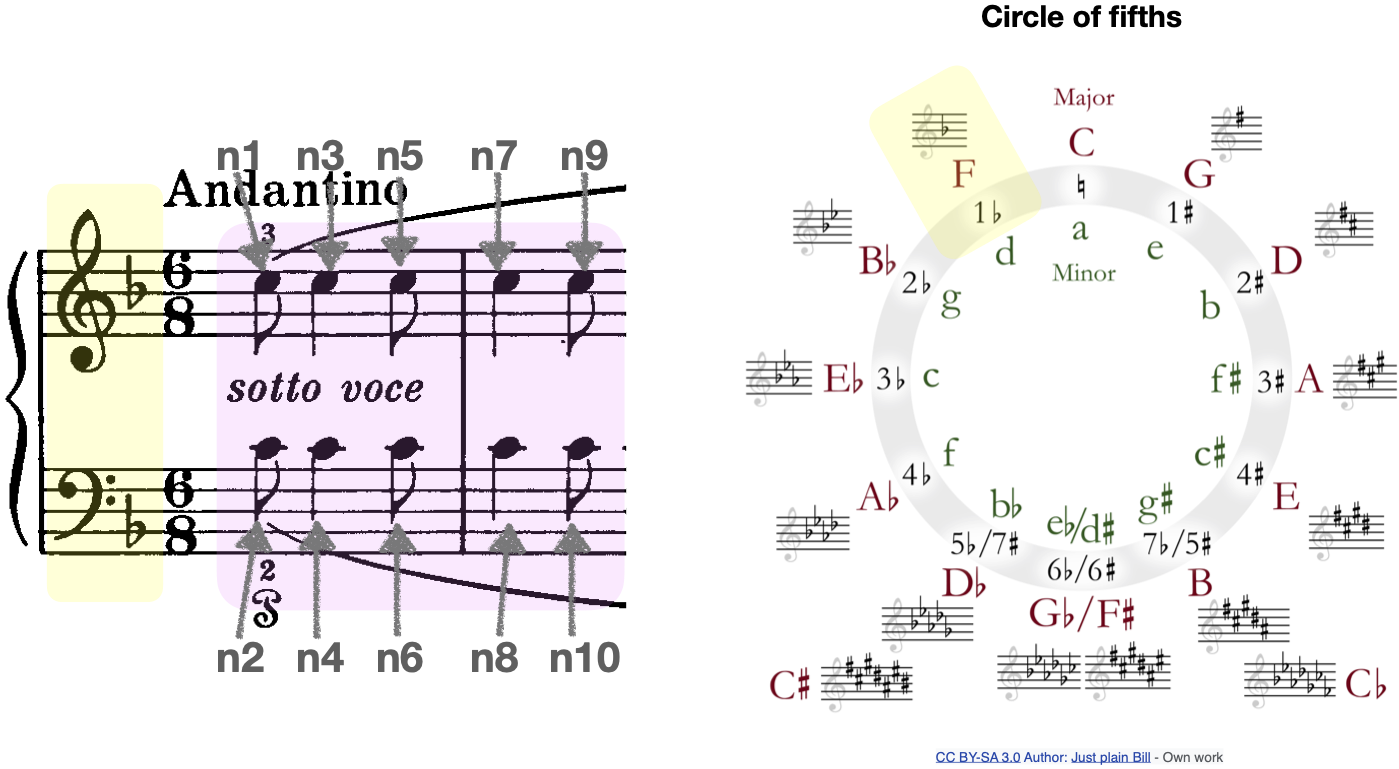 Circle of fifths
n1 n3 n5 n7 n9
Andantino
3
6
8
sotto voce
6
8
2
n2 n4 n6 n8 n10
Major
C
♮
a
Minor
F
1♭
d
G
1♯
e
B♭
2♭
g
D
2♯
b
E♭
3♭
c
f♯
3♯
A
A♭
4♭
f
c♯
4♯
E
D♭
5♭/7♯
b♭
G♭/F♯
6♭/6♯
e♭/d♯
B
7♭/5♯
g♯
C♯
C♭
CC BY-SA 3.0 Author: Just plain Bill - Own work